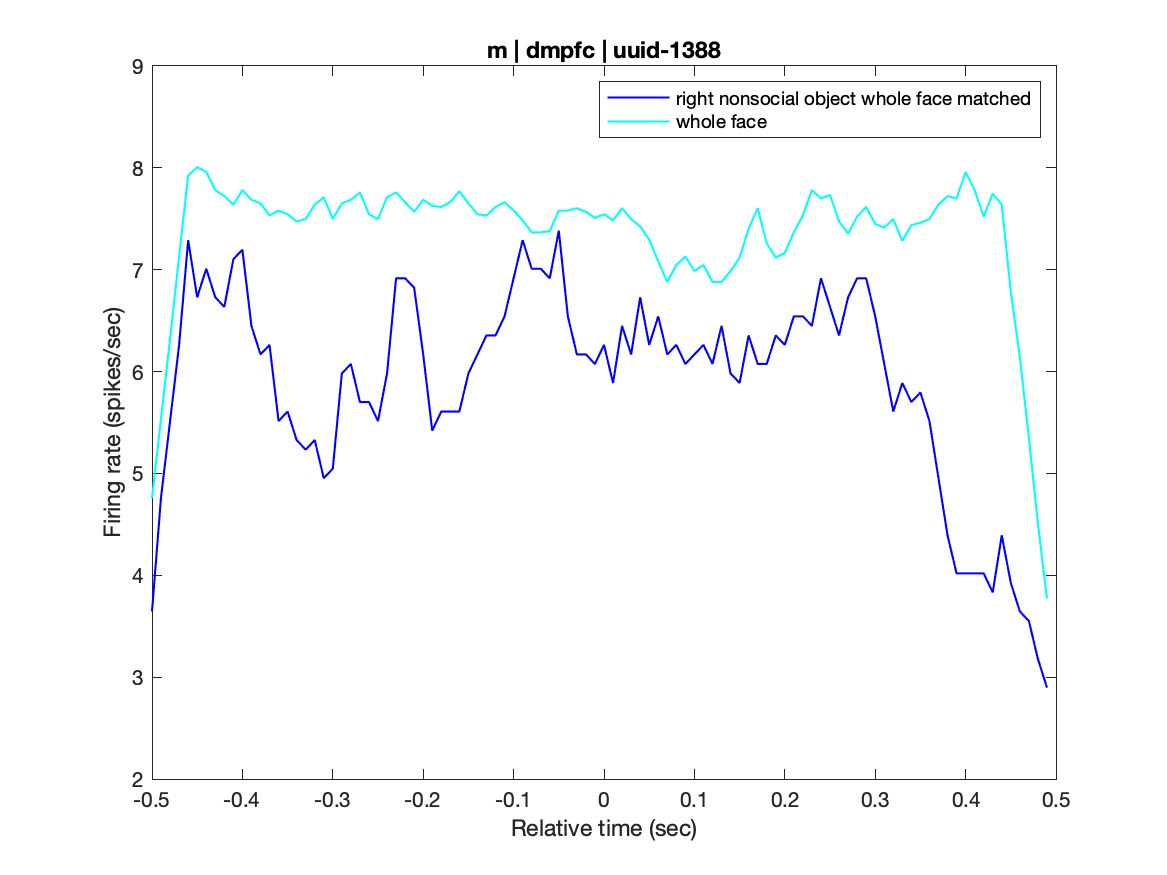 m | dmpfc | uuid-1388
right nonsocial object whole face matched
whole face
9
8
7
6
5
4
3
2
Firing rate (spikes/sec)
-0.5 -0.4 -0.3 -0.2 -0.1 0 0.1 0.2 0.3 0.4 0.5
Relative time (sec)